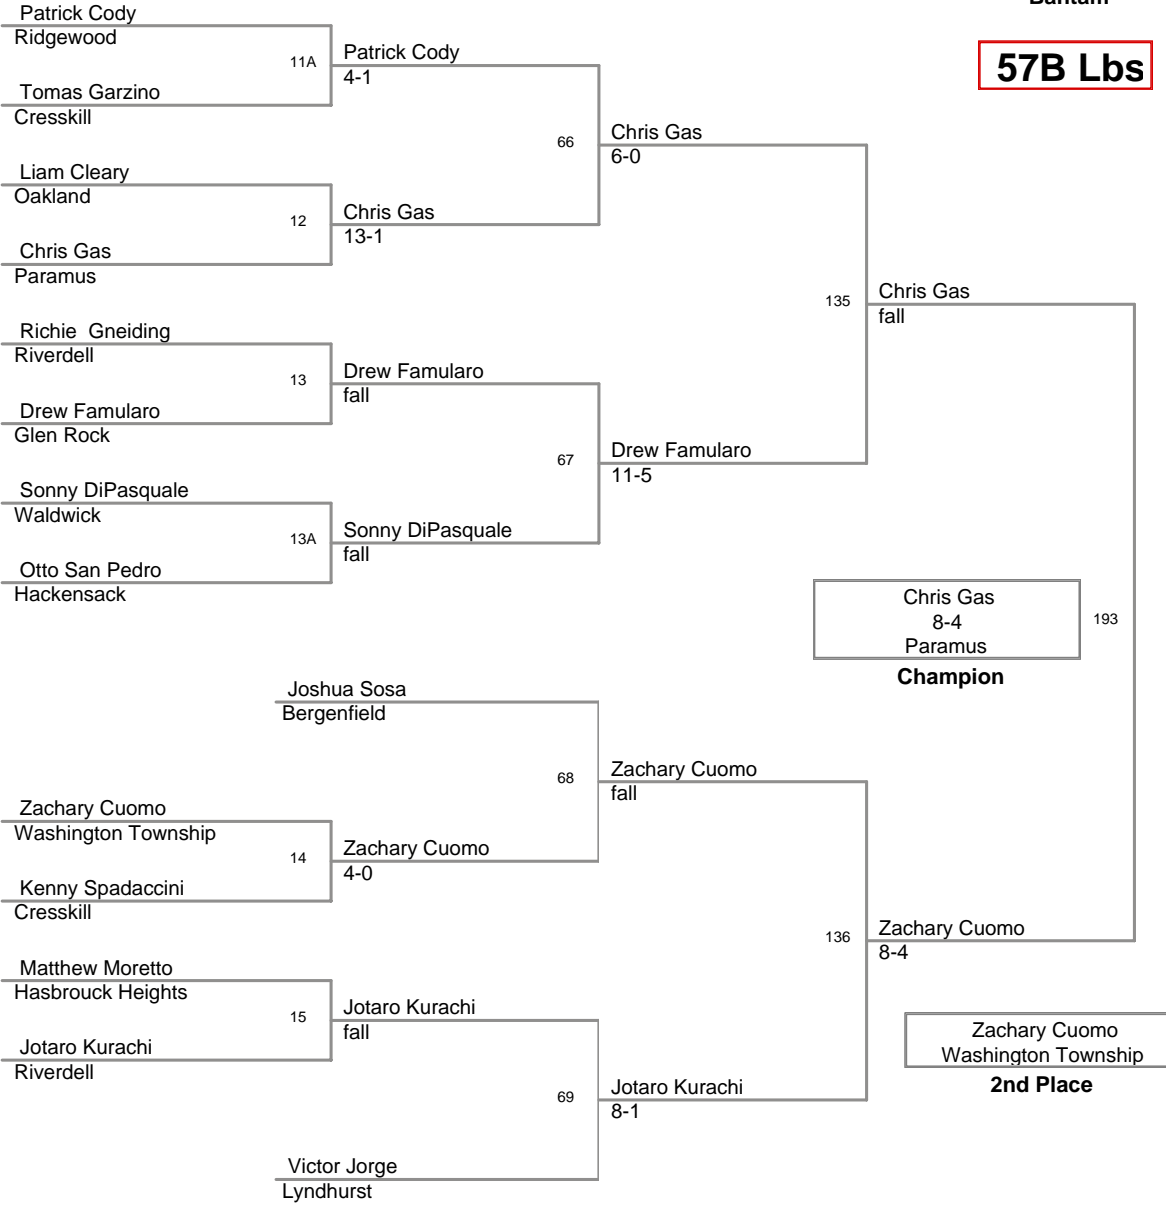 Bantam
57B Lbs
Patrick Cody
Ridgewood
11A
Patrick Cody
4-1
Tomas Garzino
Cresskill
66
Chris Gas
6-0
Liam Cleary
Oakland
12
Chris Gas
13-1
Chris Gas
Paramus
135
Chris Gas
fall
Richie  Gneiding
Riverdell
13
Drew Famularo
fall
Drew Famularo
Glen Rock
67
Drew Famularo
11-5
Sonny DiPasquale
Waldwick
13A
Sonny DiPasquale
fall
Otto San Pedro
Hackensack
Chris Gas
8-4
Paramus
193
Champion
Joshua Sosa
Bergenfield
68
Zachary Cuomo
fall
Zachary Cuomo
Washington Township
14
Zachary Cuomo
4-0
Kenny Spadaccini
Cresskill
136
Zachary Cuomo
8-4
Matthew Moretto
Hasbrouck Heights
15
Jotaro Kurachi
fall
Jotaro Kurachi
Riverdell
Zachary Cuomo
Washington Township
2nd Place
69
Jotaro Kurachi
8-1
Victor Jorge
Lyndhurst